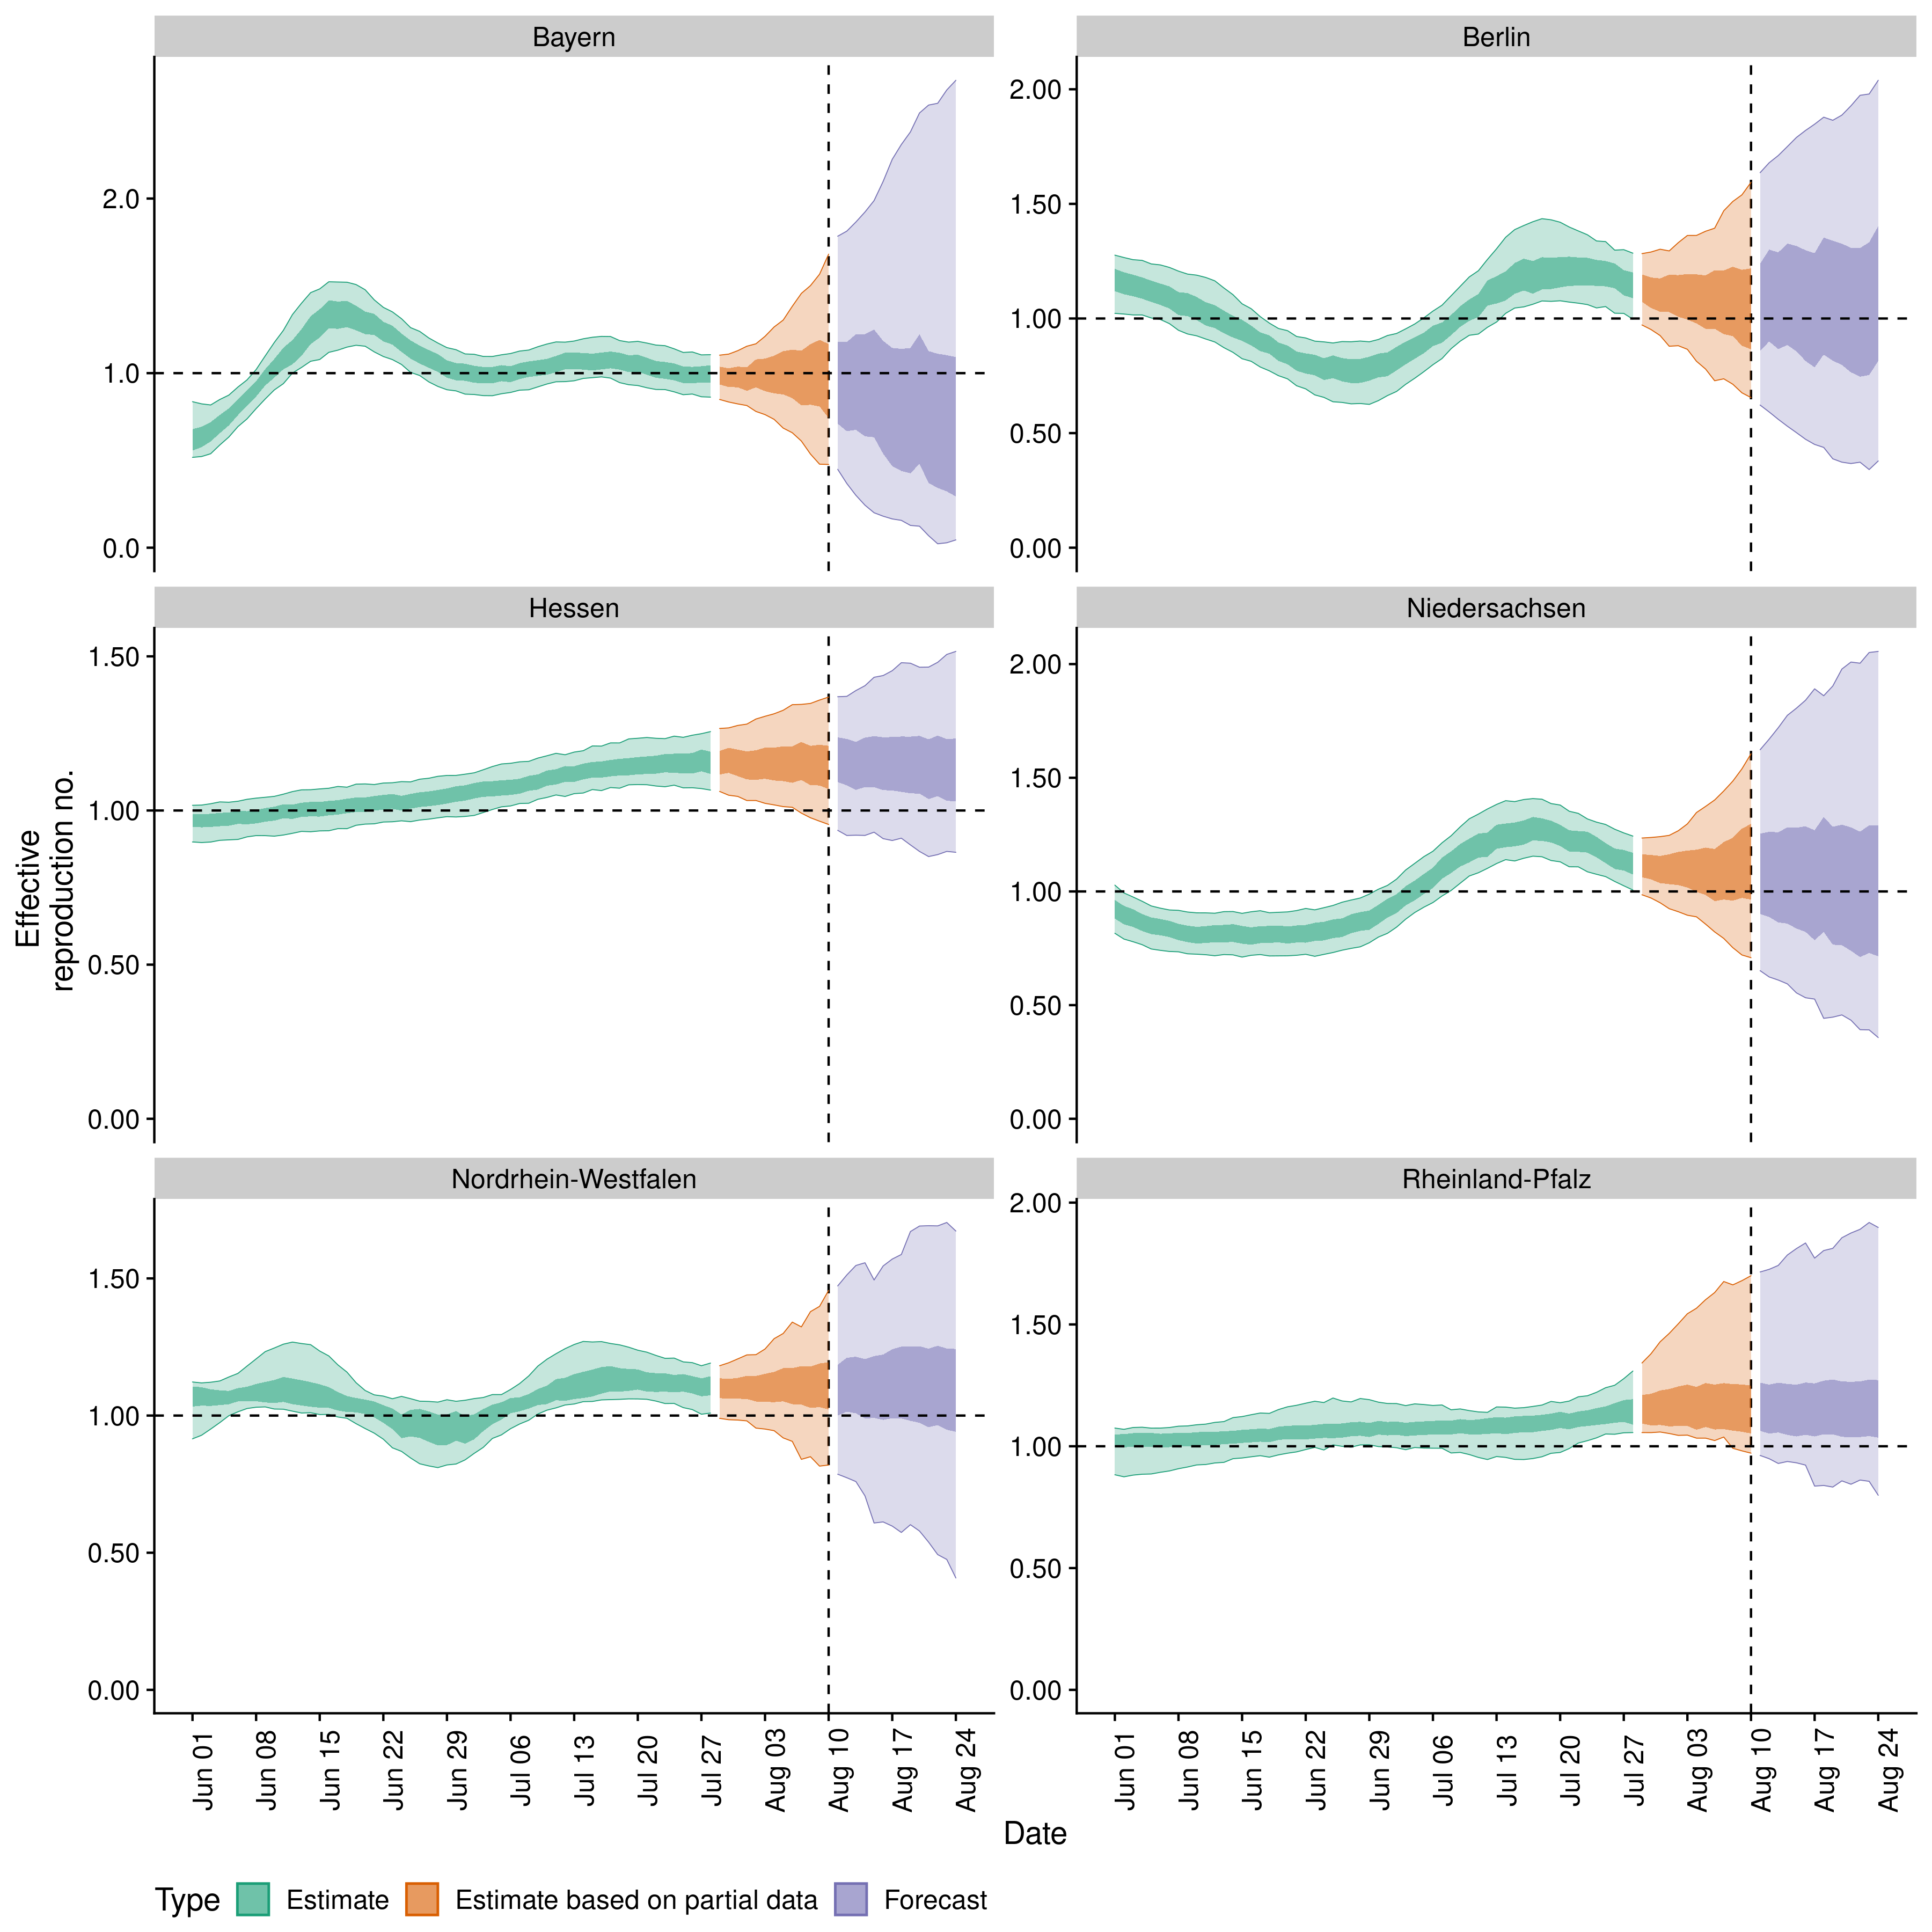 Bayern
Berlin
2.0
1.0
0.0
2.00
1.50
1.00
0.50
0.00
Hessen
Niedersachsen
1.50
1.00
0.50
0.00
2.00
1.50
1.00
0.50
0.00
Effective
reproduction no.
Nordrhein-Westfalen
Rheinland-Pfalz
1.50
1.00
0.50
0.00
2.00
1.50
1.00
0.50
0.00
Jun 01
Jun 08
Jun 15
Jun 22
Jun 29
Jul 06
Jul 13
Jul 20
Jul 27
Aug 03
Aug 10
Aug 17
Aug 24
Jun 01
Jun 08
Jun 15
Jun 22
Jun 29
Jul 06
Jul 13
Jul 20
Jul 27
Aug 03
Aug 10
Aug 17
Aug 24
Date
Type Estimate Estimate based on partial data Forecast